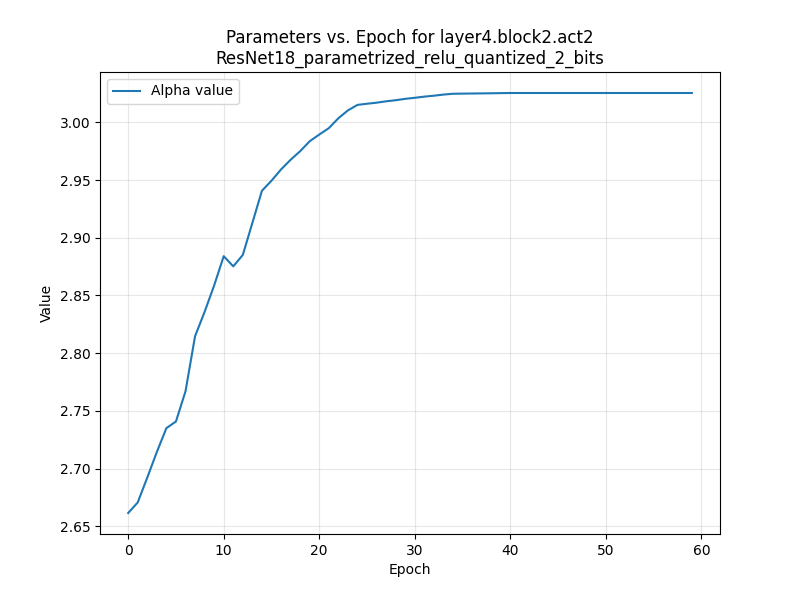 Parameters vs. Epoch for layer4.block2.act2
ResNet18_parametrized_relu_quantized_2_bits
Alpha value
3.00
2.95
2.90
2.85
2.80
2.75
2.70
2.65
Value
0 10 20 30 40 50 60
Epoch